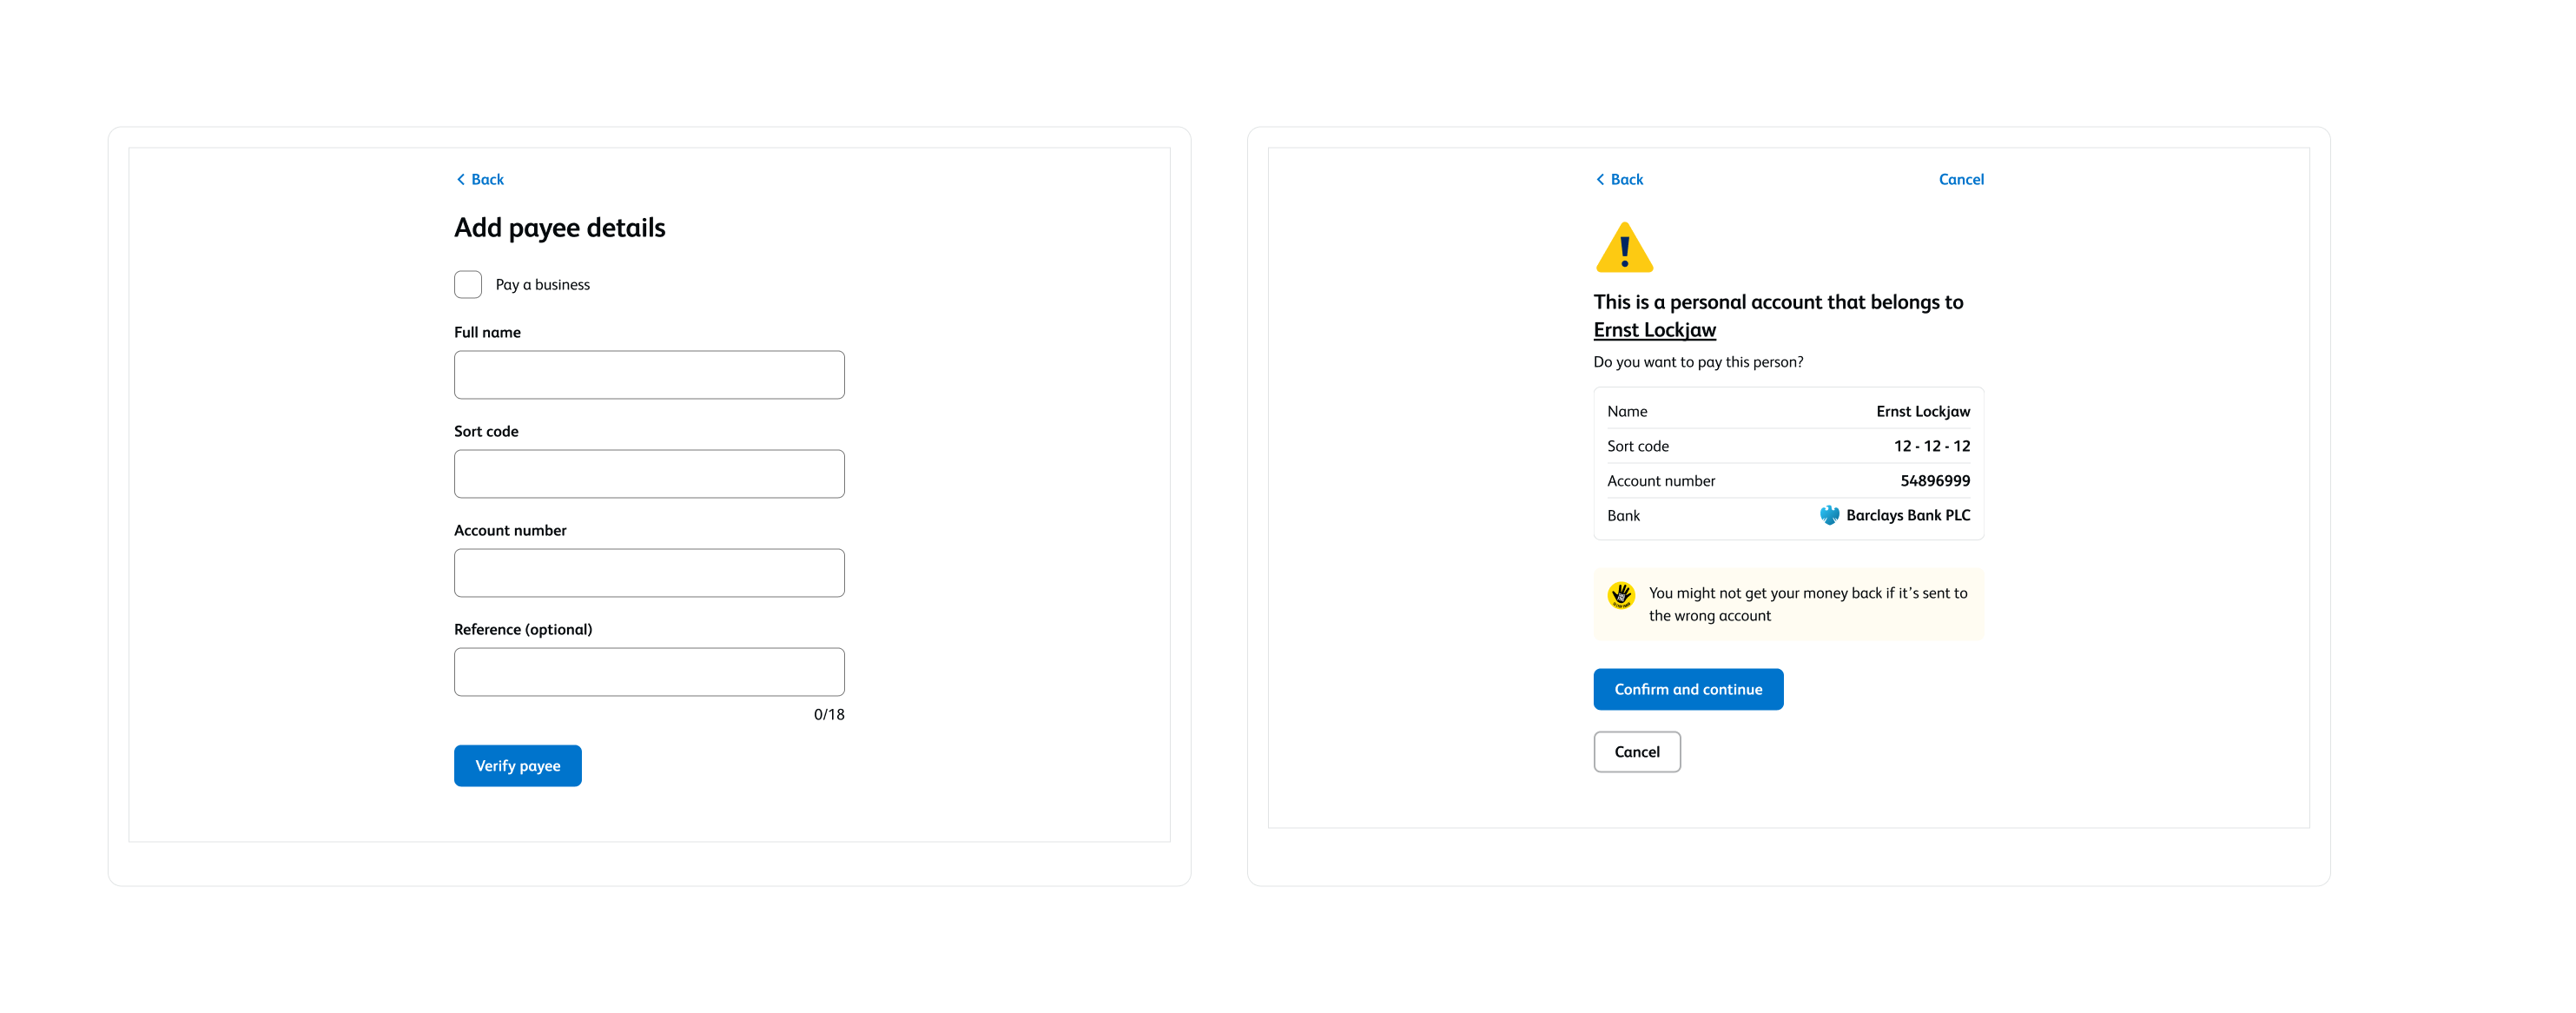 Back
Add payee details
Pay a business
Full name
Sort code
Account number
Reference (optional)
0/18
Verify payee
Back
Cancel
This is a personal account that belongs to
Ernst Lockjaw
Do you want to pay this person?
Name Ernst Lockjaw
Sort code 12 - 12 - 12
Account number 54896999
Bank Barclays Bank PLC
You might not get your money back if it’s sent to
the wrong account
Confirm and continue
Cancel